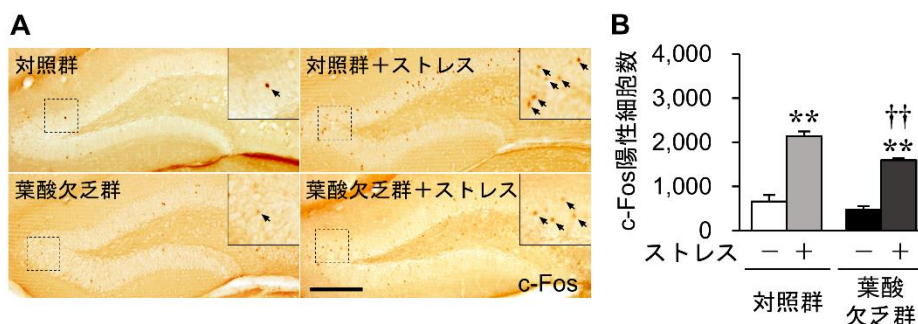 A
対照群
対照群＋ストレス
葉酸欠乏群
葉酸欠乏群＋ストレス
c-Fos
B
c-Fos陽性細胞数
4,000
3,000
2,000
1,000
0
**
††
**
ストレス － ＋ － ＋
対照群
葉酸
欠乏群